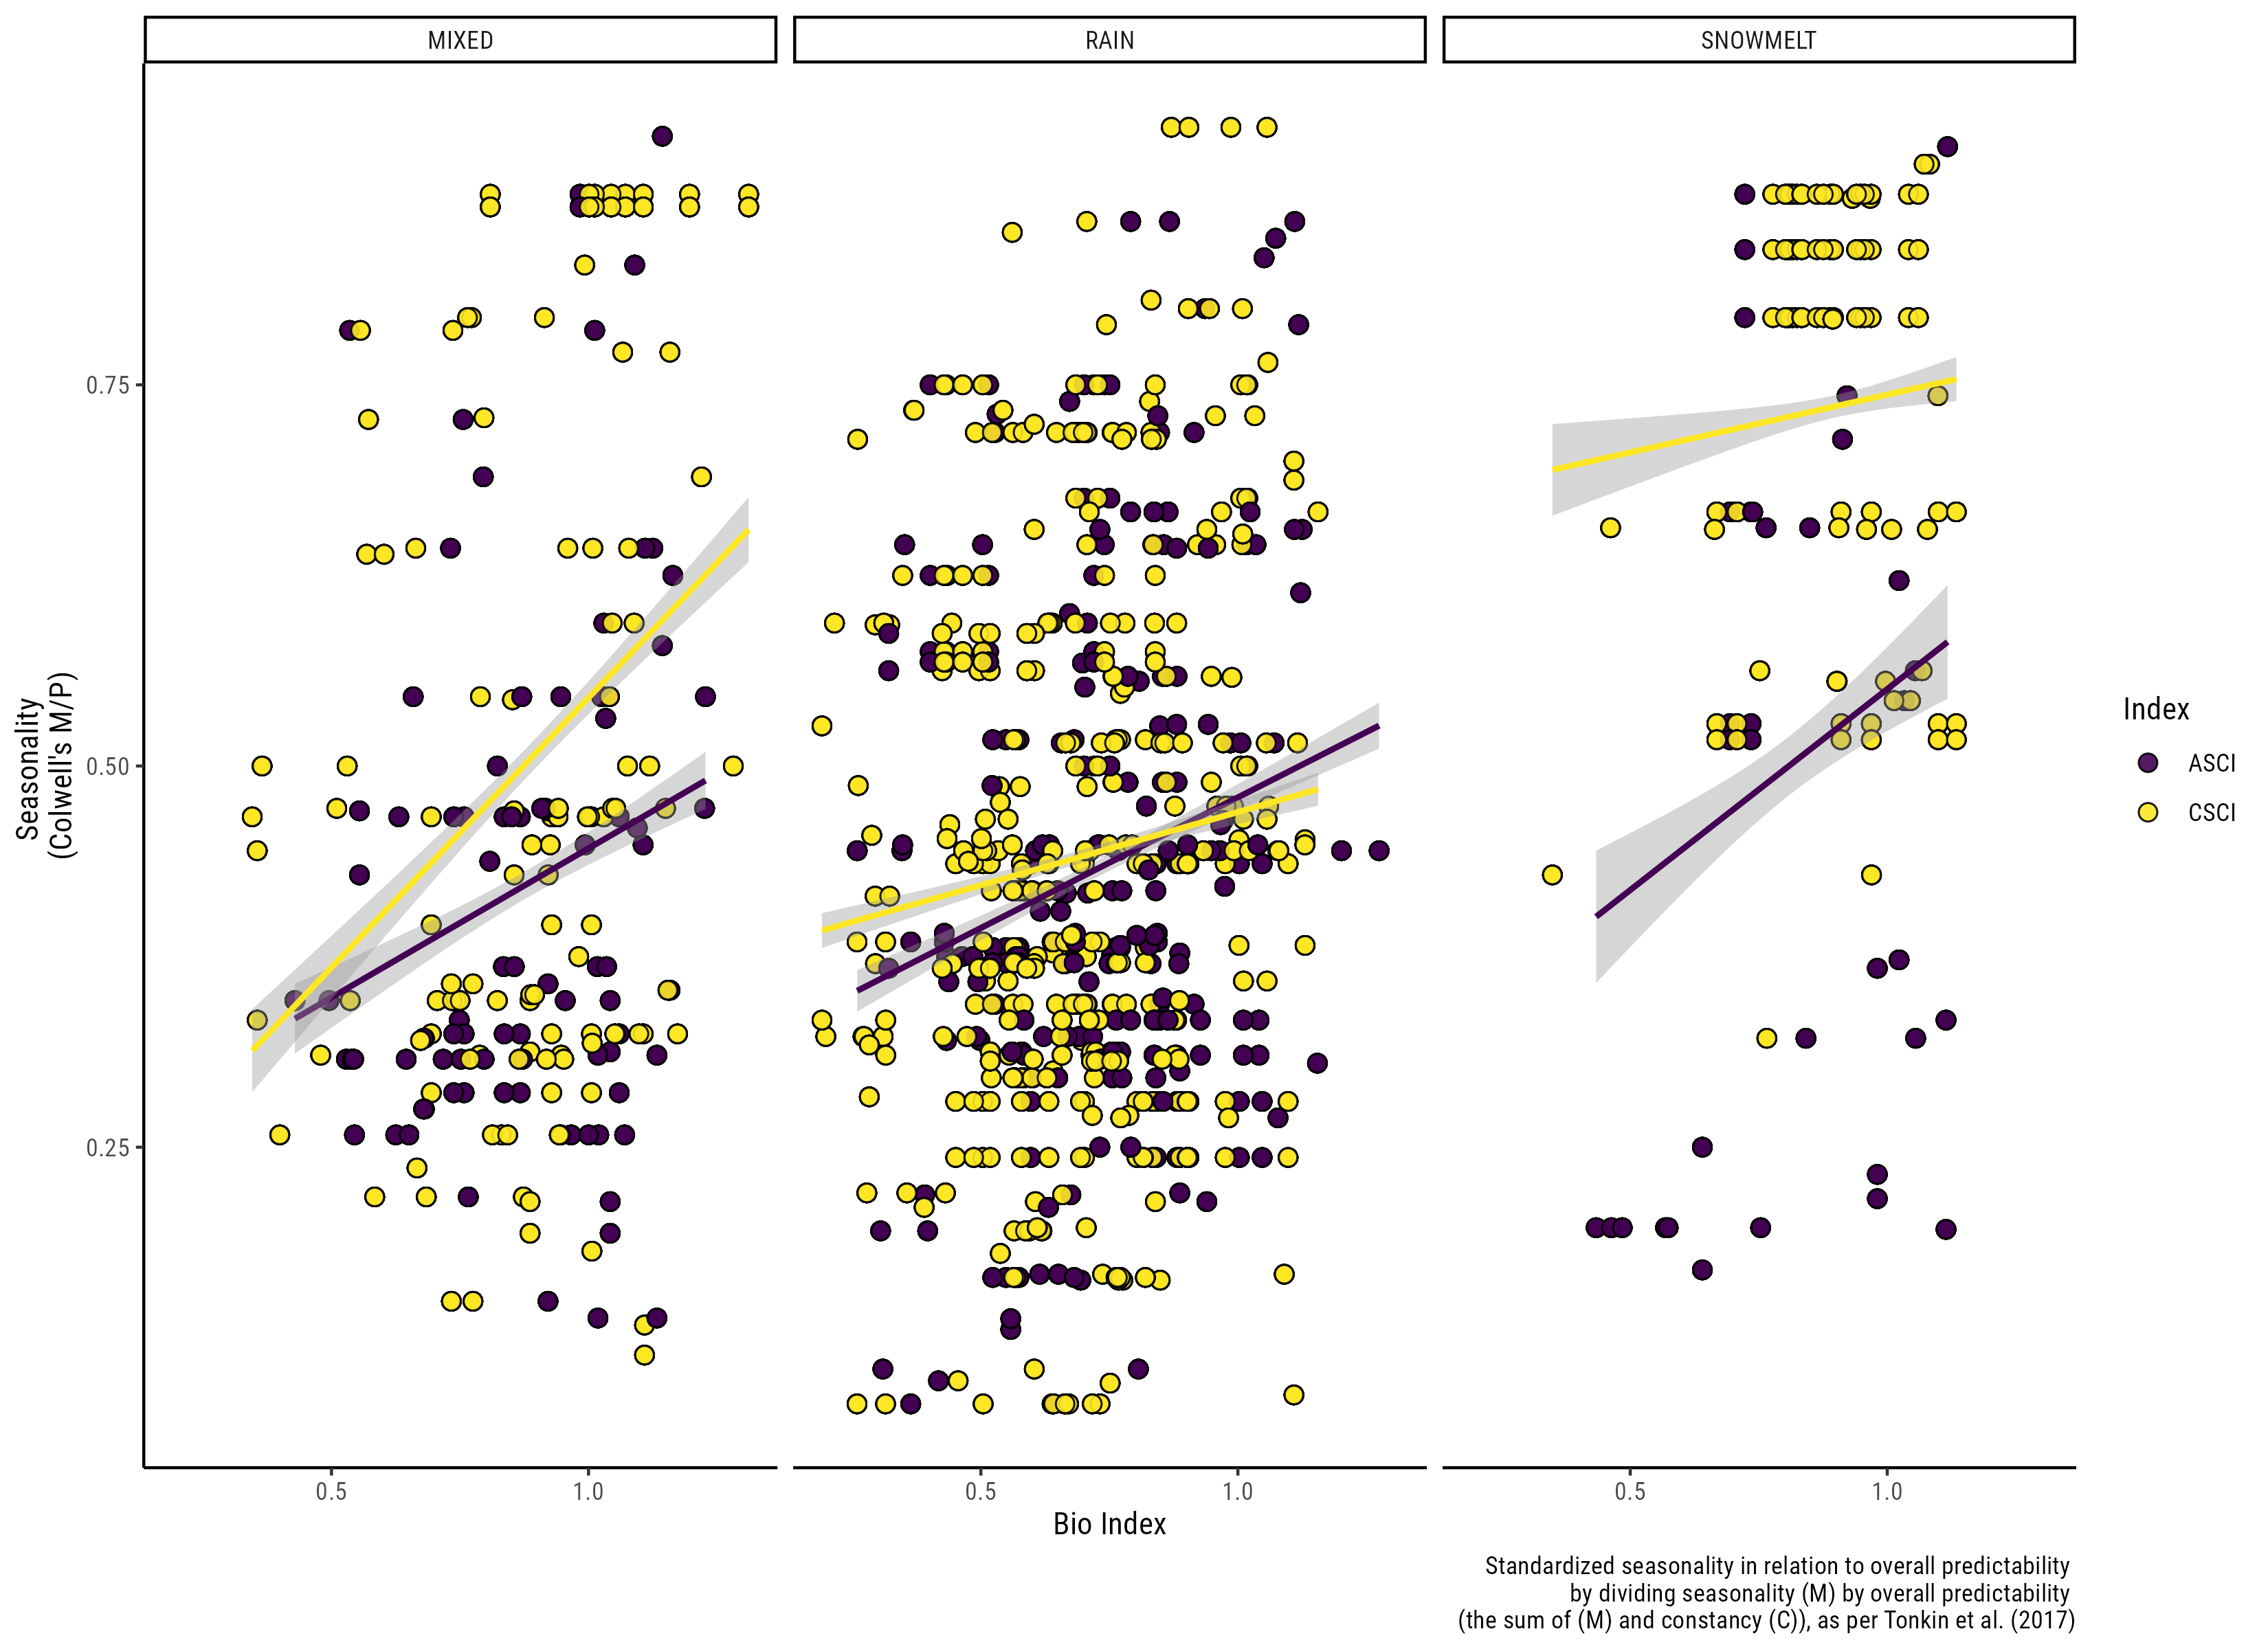 MIXED
RAIN
SNOWMELT
Seasonality
(Colwell's M/P)
0.75
0.50
0.25
0.5
1.0
0.5
1.0
0.5
1.0
Bio Index
Index
ASCI
CSCI
Standardized seasonality in relation to overall predictability
by dividing seasonality (M) by overall predictability
(the sum of (M) and constancy (C)), as per Tonkin et al. (2017)